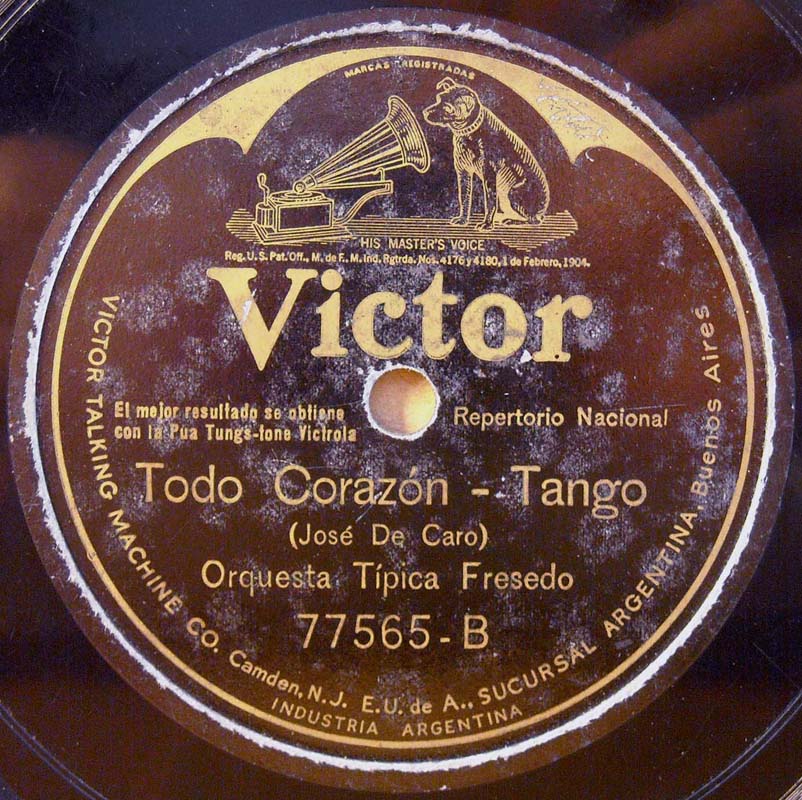 MARCAS REGISTRADAS
HIS MASTER'S VOICE
Reg. U.S. Pat. Off., M. de F. M. Ind. Rgtrda. Nos. 4176 y 4180, 1 de Febrero, 1904.
Victor
El mejor resultado se obtiene
con la Pua Tungs-tone Victrola
Repertorio Nacional
Todo Corazón - Tango
(José De Caro)
Orquesta Típica Fresedo
77565-B
VICTOR TALKING MACHINE CO. Camden, N.J. E.U. de A., SUCURSAL ARGENTINA, Buenos Aires
INDUSTRIA ARGENTINA